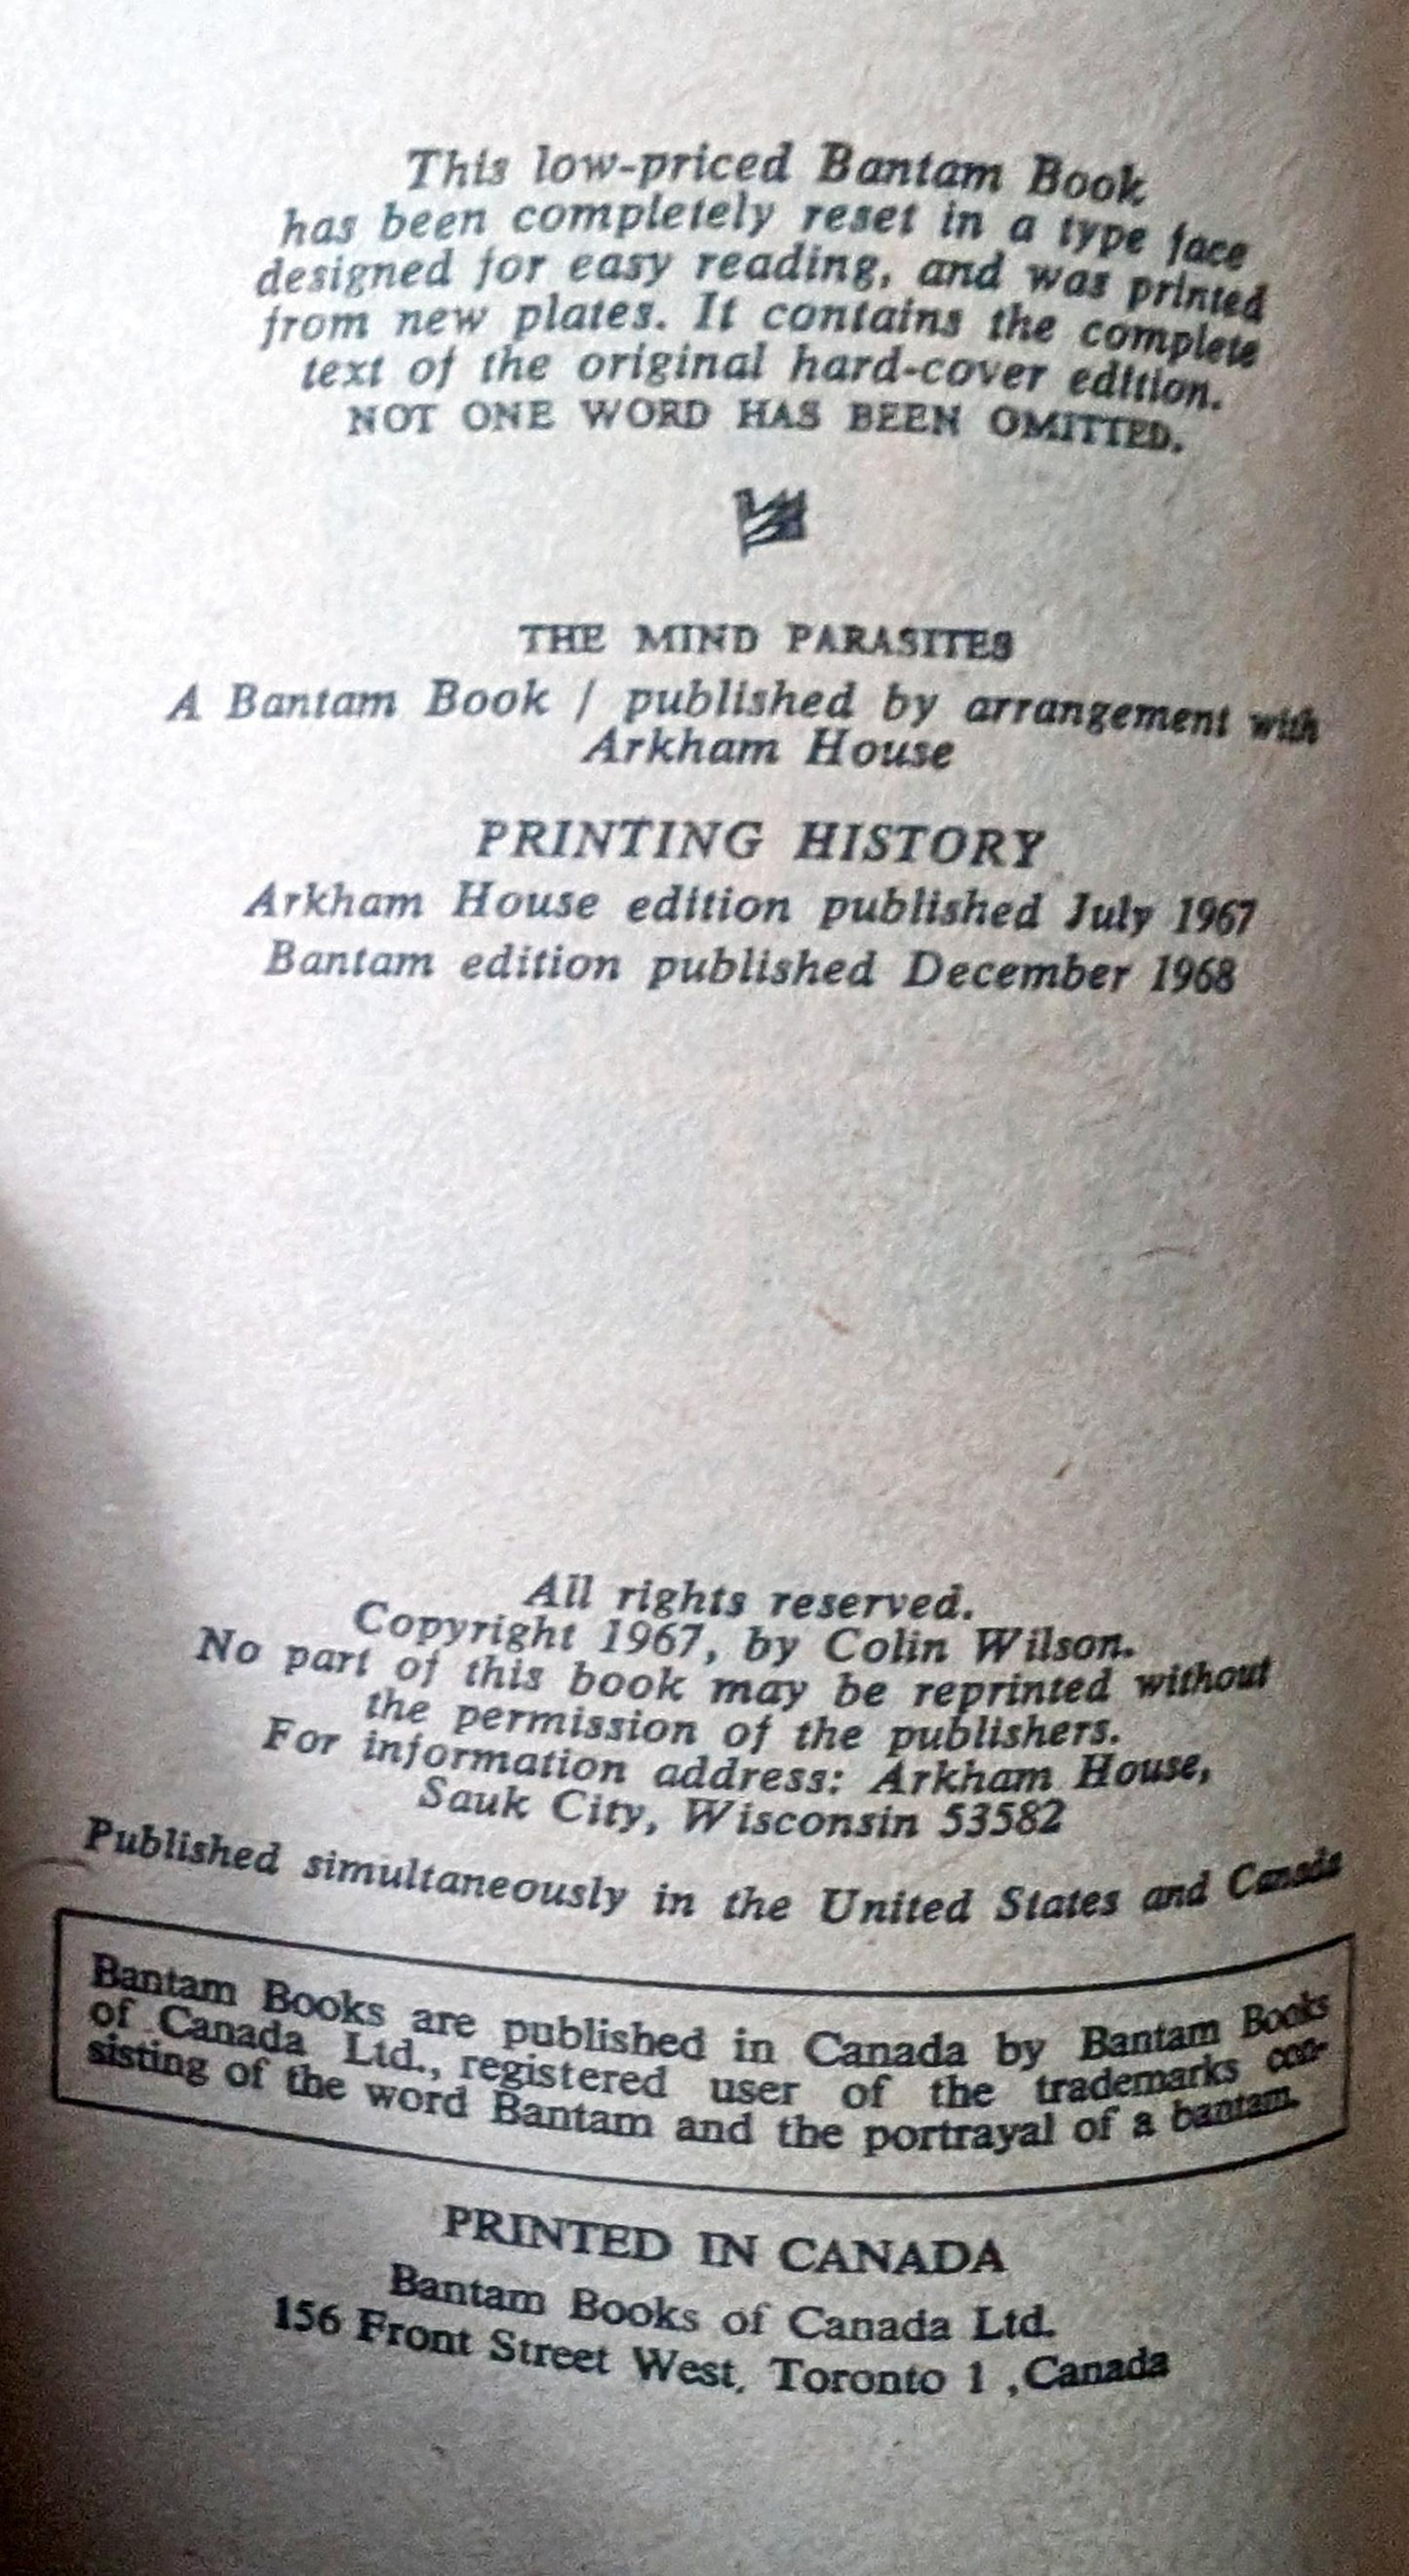 This low-priced Bantam Book
has been completely reset in a type face
designed for easy reading, and was printed
from new plates. It contains the complete
text of the original hard-cover edition.
NOT ONE WORD HAS BEEN OMITTED.
THE MIND PARASITES
A Bantam Book / published by arrangement with
Arkham House
PRINTING HISTORY
Arkham House edition published July 1967
Bantam edition published December 1968
All rights reserved.
Copyright 1967, by Colin Wilson.
No part of this book may be reprinted without
the permission of the publishers.
For information address: Arkham House,
Sauk City, Wisconsin 53582
Published simultaneously in the United States and Canada
Bantam Books are published in Canada by Bantam Books
of Canada Ltd., registered user of the trademarks con-
sisting of the word Bantam and the portrayal of a bantam.
PRINTED IN CANADA
Bantam Books of Canada Ltd.
156 Front Street West, Toronto 1 ,Canada